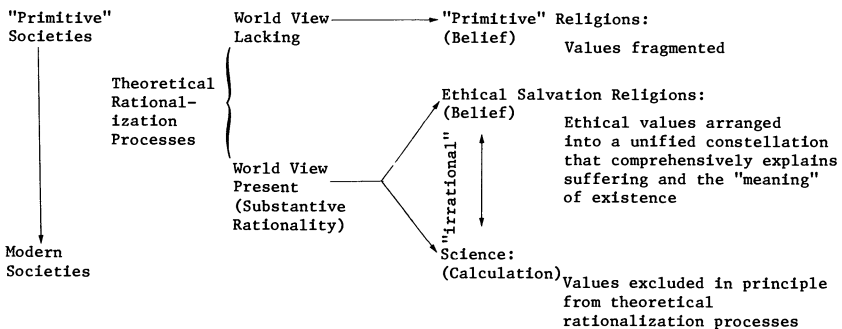 "Primitive"
Societies
World View
Lacking
"Primitive" Religions:
(Belief)
Values fragmented
Theoretical
Rational-
ization
Processes
Ethical Salvation Religions:
(Belief)
Ethical values arranged
into a unified constellation
that comprehensively explains
suffering and the "meaning"
of existence
World View
Present
(Substantive
Rationality)
"irrational"
Modern
Societies
Science:
(Calculation)
Values excluded in principle
from theoretical
rationalization processes